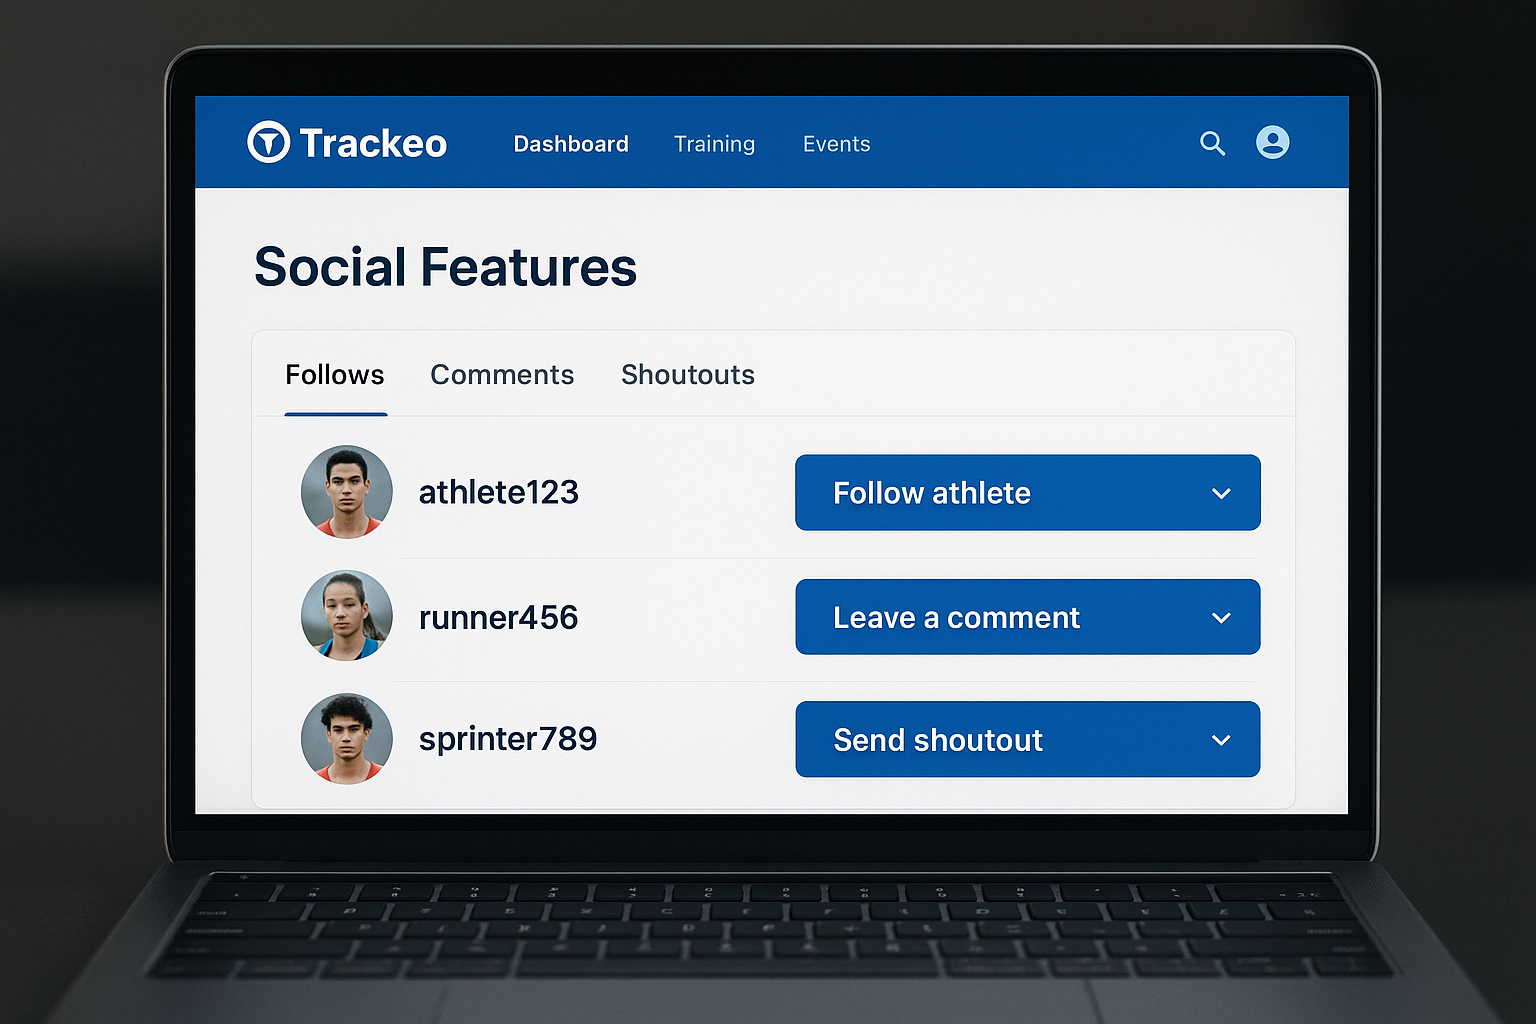 Trackeo
Dashboard
Training
Events
Social Features
Follows
Comments
Shoutouts
athlete123
Follow athlete
runner456
Leave a comment
sprinter789
Send shoutout